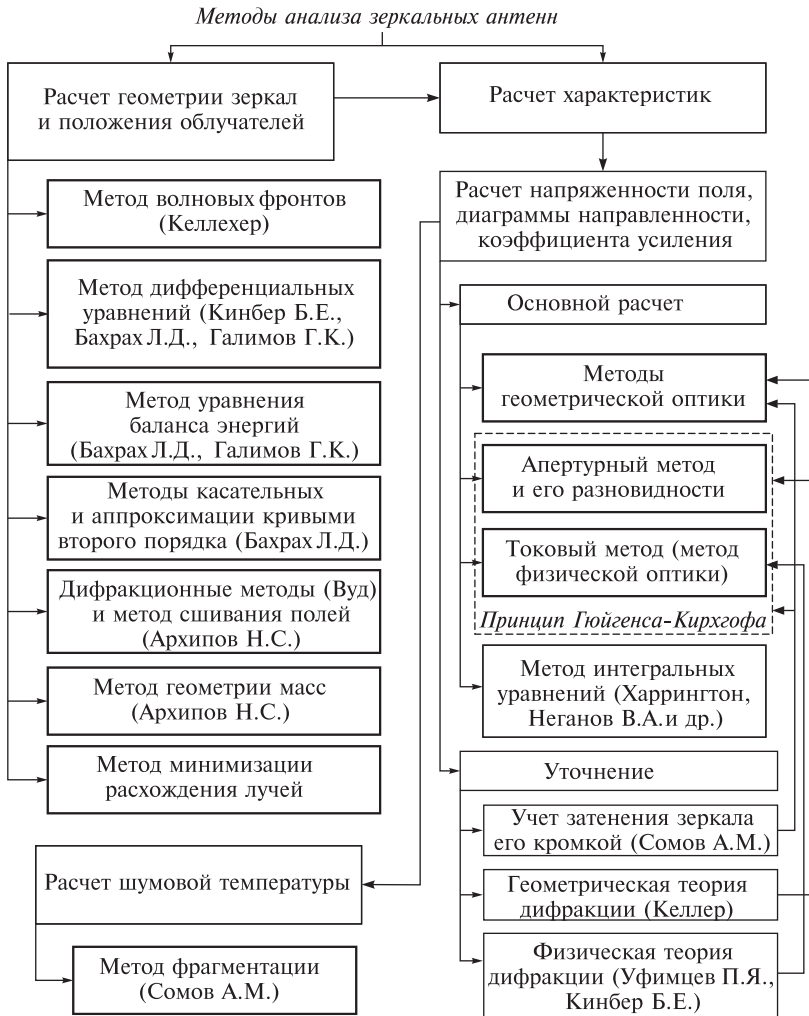 Методы анализа зеркальных антенн
Расчет геометрии зеркал
и положения облучателей
Расчет характеристик
Метод волновых фронтов
(Келлехер)
Метод дифференциальных
уравнений (Кинбер Б.Е.,
Бахрах Л.Д., Галимов Г.К.)
Метод уравнения
баланса энергий
(Бахрах Л.Д., Галимов Г.К.)
Методы касательных
и аппроксимации кривыми
второго порядка (Бахрах Л.Д.)
Дифракционные методы (Вуд)
и метод сшивания полей
(Архипов Н.С.)
Метод геометрии масс
(Архипов Н.С.)
Метод минимизации
расхождения лучей
Расчет шумовой температуры
Метод фрагментации
(Сомов А.М.)
Расчет напряженности поля,
диаграммы направленности,
коэффициента усиления
Основной расчет
Методы
геометрической оптики
Апертурный метод
и его разновидности
Токовый метод (метод
физической оптики)
Принцип Гюйгенса-Кирхгофа
Метод интегральных
уравнений (Харрингтон,
Неганов В.А. и др.)
Уточнение
Учет затенения зеркала
его кромкой (Сомов А.М.)
Геометрическая теория
дифракции (Келлер)
Физическая теория
дифракции (Уфимцев П.Я.,
Кинбер Б.Е.)